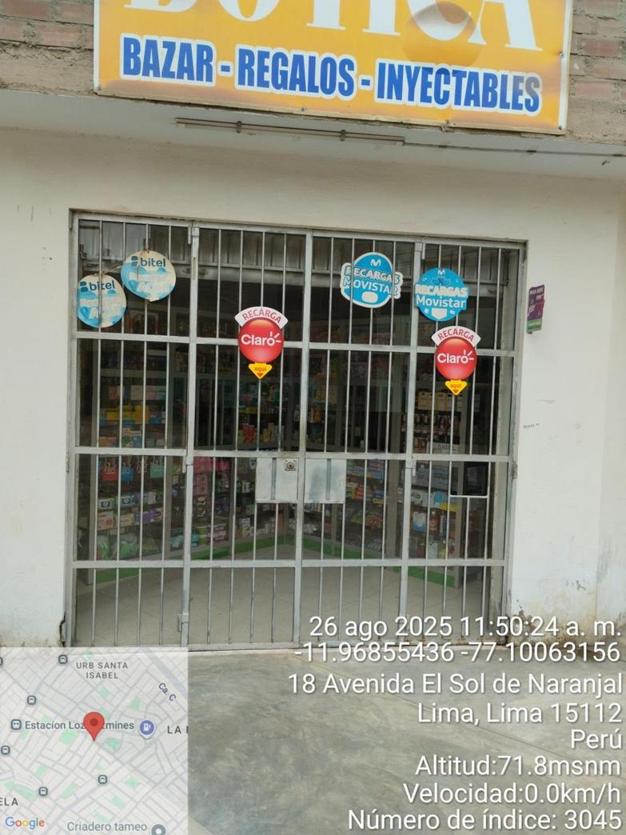 BOTICA
BAZAR - REGALOS - INYECTABLES
bitel
bitel
RECARGAS
MOVISTAR
RECARGAS
Movistar
RECARGA
Claro
aquí
RECARGA
Claro
aquí
26 ago 2025 11:50:24 a. m.
-11.96855436 -77.10063156
18 Avenida El Sol de Naranjal
Lima, Lima 15112
Perú
Altitud:71.8msnm
Velocidad:0.0km/h
Número de índice: 3045
URB SANTA
ISABEL
Ca. C
Estacion
Criadero tameo
Google